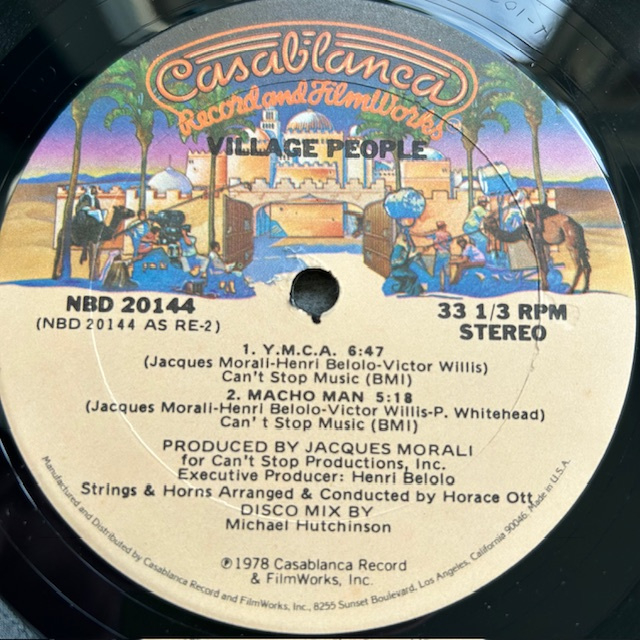 Casablanca
Record and FilmWorks
VILLAGE PEOPLE
NBD 20144
(NBD 20144 AS RE-2)
33 1/3 RPM
STEREO
1. Y.M.C.A. 6:47
(Jacques Morali-Henri Belolo-Victor Willis)
Can't Stop Music (BMI)
2. MACHO MAN 5:18
(Jacques Morali-Henri Belolo-Victor Willis-P. Whitehead)
Can't Stop Music (BMI)
PRODUCED BY JACQUES MORALI
for Can't Stop Productions, Inc.
Executive Producer: Henri Belolo
Strings & Horns Arranged & Conducted by Horace Ott
DISCO MIX BY
Michael Hutchinson
℗1978 Casablanca Record
& FilmWorks, Inc.
Manufactured and Distributed by Casablanca Record and FilmWorks, Inc., 8255 Sunset Boulevard, Los Angeles, California 90046. Made in U.S.A.